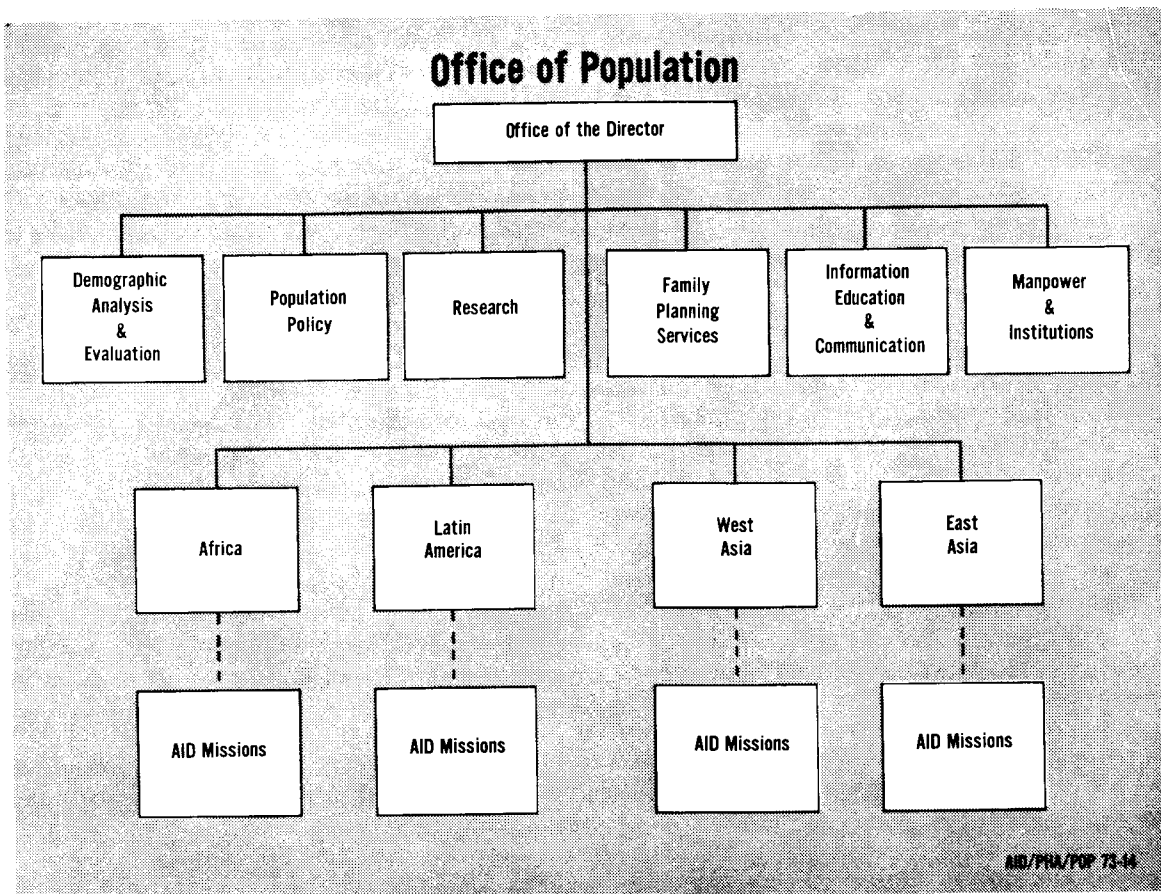 Office of Population
Office of the Director
Demographic
Analysis
&
Evaluation
Population
Policy
Research
Family
Planning
Services
Information
Education
&
Communication
Manpower
&
Institutions
Africa
Latin
America
West
Asia
East
Asia
AID Missions
AID Missions
AID Missions
AID Missions
AID/PHA/POP 73-14